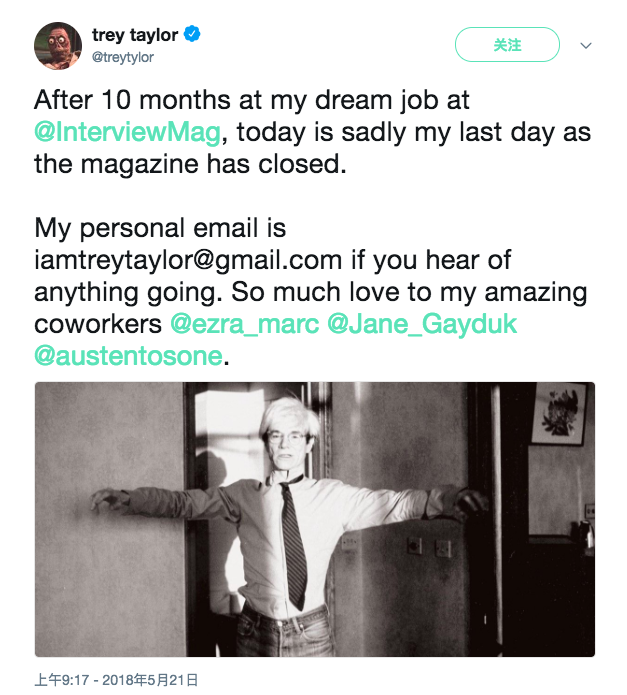 trey taylor
@treytylor
关注
After 10 months at my dream job at
@InterviewMag, today is sadly my last day as
the magazine has closed.
My personal email is
iamtreytaylor@gmail.com if you hear of
anything going. So much love to my amazing
coworkers @ezra_marc @Jane_Gayduk
@austentosone.
上午9:17 - 2018年5月21日